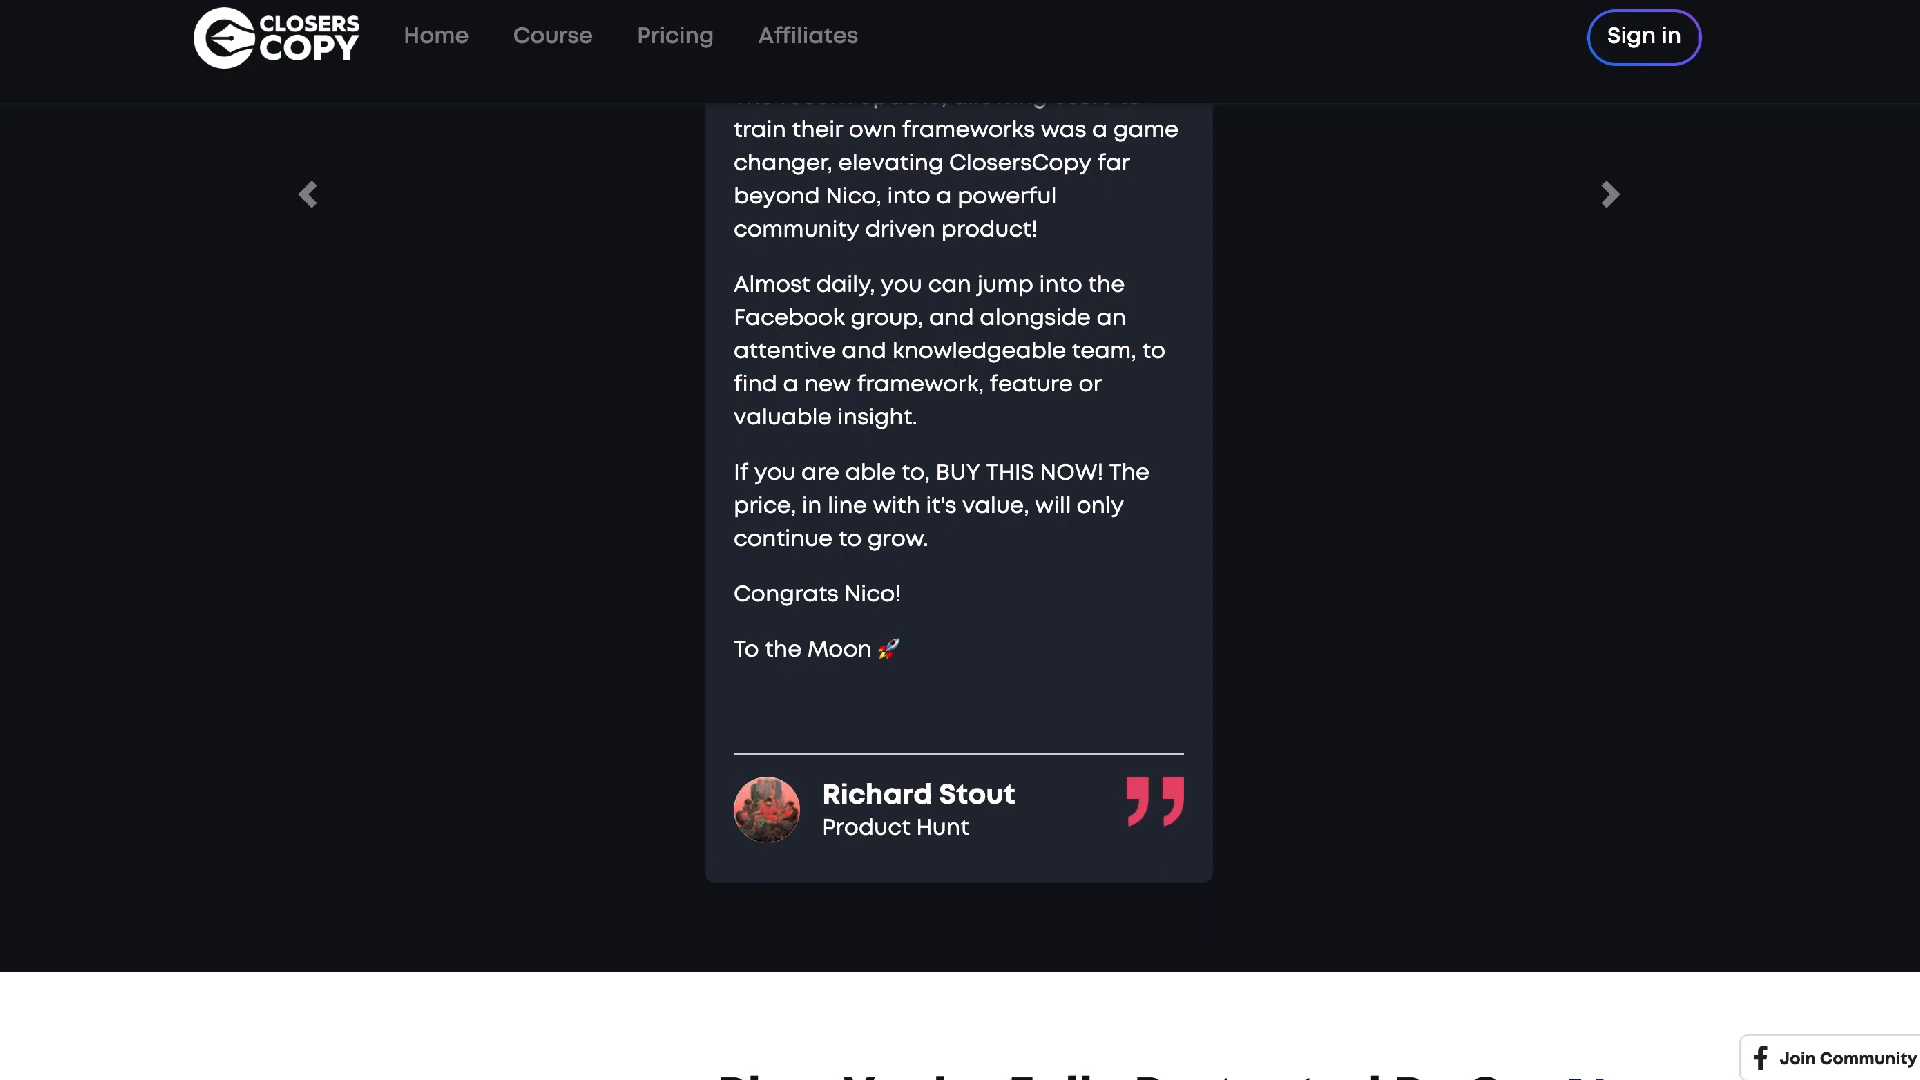 CLOSERS
COPY
Home
Course
Pricing
Affiliates
Sign in
train their own frameworks was a game
changer, elevating ClosersCopy far
beyond Nico, into a powerful
community driven product!
Almost daily, you can jump into the
Facebook group, and alongside an
attentive and knowledgeable team, to
find a new framework, feature or
valuable insight.
If you are able to, BUY THIS NOW! The
price, in line with it's value, will only
continue to grow.
Congrats Nico!
To the Moon 🚀
Richard Stout
Product Hunt
Join Community